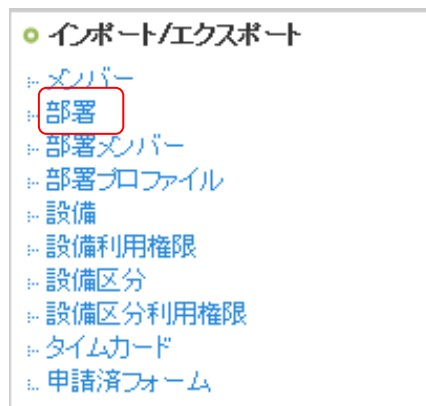 インポート/エクスポート
メンバー
部署
部署メンバー
部署プロファイル
設備
設備利用権限
設備区分
設備区分利用権限
タイムカード
申請済フォーム